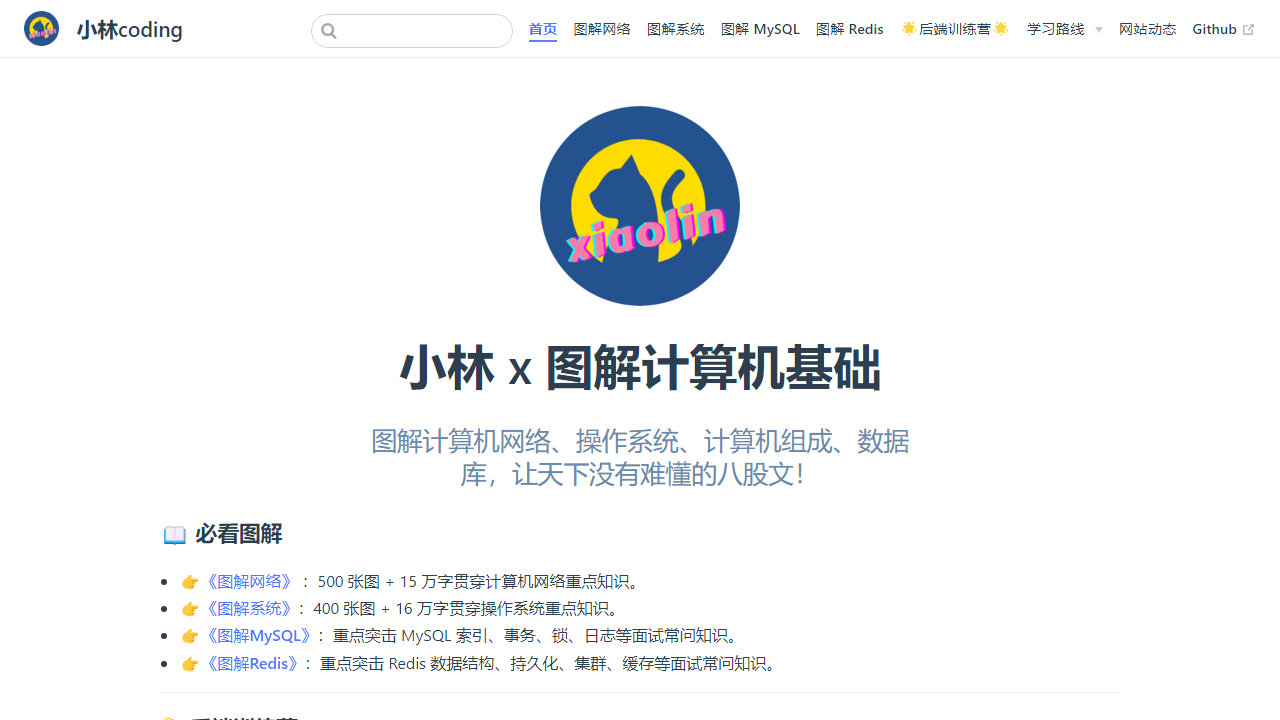 小林coding
首页
图解网络
图解系统
图解 MySQL
图解 Redis
🌟后端训练营🌟
学习路线
网站动态
Github
xiaolin
小林 x 图解计算机基础
图解计算机网络、操作系统、计算机组成、数据
库，让天下没有难懂的八股文！
📖 必看图解
👉《图解网络》 ：500 张图 + 15 万字贯穿计算机网络重点知识。
👉《图解系统》：400 张图 + 16 万字贯穿操作系统重点知识。
👉《图解MySQL》：重点突击 MySQL 索引、事务、锁、日志等面试常问知识。
👉《图解Redis》：重点突击 Redis 数据结构、持久化、集群、缓存等面试常问知识。
后端训练营